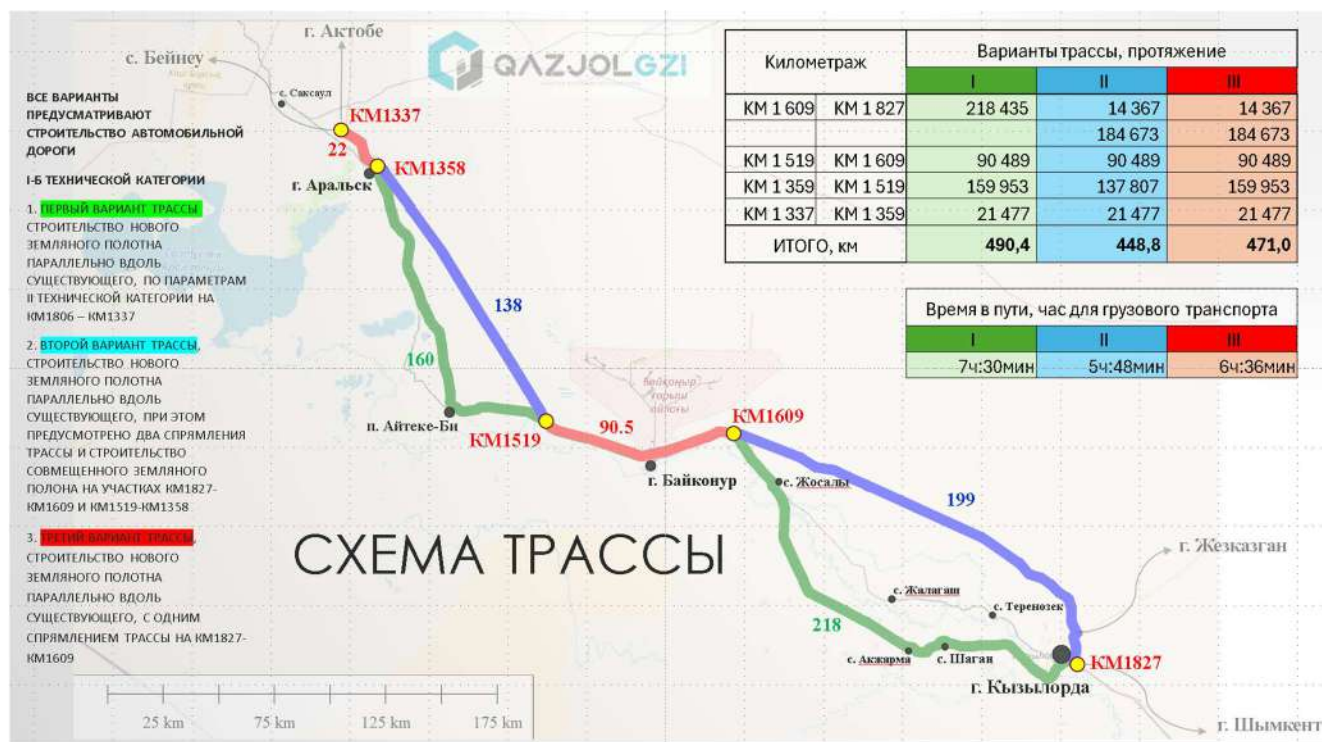 г. Актобе
с. Бейнеу
QAZJOLGZI
с. Саксаул
ВСЕ ВАРИАНТЫ
ПРЕДУСМАТРИВАЮТ
СТРОИТЕЛЬСТВО АВТОМОБИЛЬНОЙ
ДОРОГИ
I-Б ТЕХНИЧЕСКОЙ КАТЕГОРИИ
1. ПЕРВЫЙ ВАРИАНТ ТРАССЫ
СТРОИТЕЛЬСТВО НОВОГО
ЗЕМЛЯНОГО ПОЛОТНА
ПАРАЛЛЕЛЬНО ВДОЛЬ
СУЩЕСТВУЮЩЕГО, ПО ПАРАМЕТРАМ
II ТЕХНИЧЕСКОЙ КАТЕГОРИИ НА
КМ1806 – КМ1337
2. ВТОРОЙ ВАРИАНТ ТРАССЫ,
СТРОИТЕЛЬСТВО НОВОГО
ЗЕМЛЯНОГО ПОЛОТНА
ПАРАЛЛЕЛЬНО ВДОЛЬ
СУЩЕСТВУЮЩЕГО, ПРИ ЭТОМ
ПРЕДУСМОТРЕНО ДВА СПРЯМЛЕНИЯ
ТРАССЫ И СТРОИТЕЛЬСТВО
СОВМЕЩЕННОГО ЗЕМЛЯНОГО
ПОЛОНА НА УЧАСТКАХ КМ1827-
КМ1609 И КМ1519-КМ1358
3. ТРЕТИЙ ВАРИАНТ ТРАССЫ,
СТРОИТЕЛЬСТВО НОВОГО
ЗЕМЛЯНОГО ПОЛОТНА
ПАРАЛЛЕЛЬНО ВДОЛЬ
СУЩЕСТВУЮЩЕГО, С ОДНИМ
СПРЯМЛЕНИЕМ ТРАССЫ НА КМ1827-
КМ1609
КМ1337
22
КМ1358
г. Аральск
138
160
п. Айтеке-Би
КМ1519
90.5
Байқоңыр
ғарыш
айлағы
г. Байконур
КМ1609
с. Жосалы
199
г. Жезказган
с. Жалагаш
с. Теренозек
218
с. Акжарма
с. Шаган
КМ1827
г. Кызылорда
г. Шымкент
СХЕМА ТРАССЫ
25 km 75 km 125 km 175 km
Километраж Варианты трассы, протяжение
I II III
КМ 1 609 КМ 1 827 218 435 14 367 14 367
184 673 184 673
КМ 1 519 КМ 1 609 90 489 90 489 90 489
КМ 1 359 КМ 1 519 159 953 137 807 159 953
КМ 1 337 КМ 1 359 21 477 21 477 21 477
ИТОГО, км 490,4 448,8 471,0
Время в пути, час для грузового транспорта
I II III
7ч:30мин 5ч:48мин 6ч:36мин